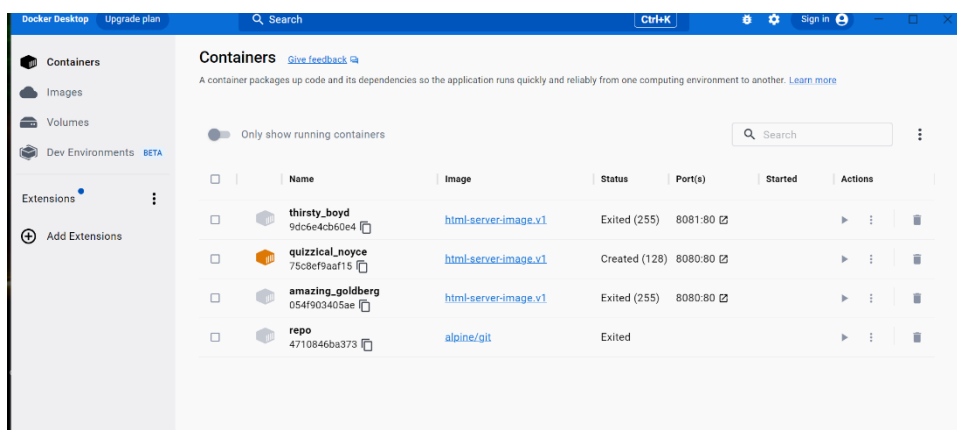 Docker Desktop Upgrade plan Search Ctrl+K Sign in
Containers
Images
Volumes
Dev Environments BETA
Extensions
Add Extensions
Containers Give feedback
A container packages up code and its dependencies so the application runs quickly and reliably from one computing environment to another. Learn more
Only show running containers Search
Name Image Status Port(s) Started Actions
thirsty_boyd
9dc6e4cb60e4 html-server-image.v1 Exited (255) 8081:80
quizzical_noyce
75c8ef9aaf15 html-server-image.v1 Created (128) 8080:80
amazing_goldberg
054f903405ae html-server-image.v1 Exited (255) 8080:80
repo
4710846ba373 alpine/git Exited